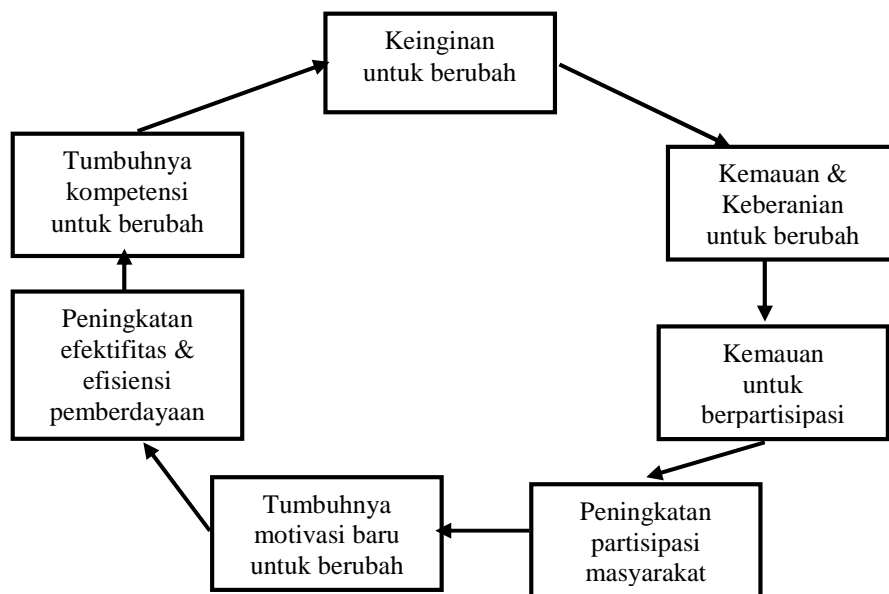 Keinginan
untuk berubah
Kemauan &
Keberanian
untuk berubah
Kemauan
untuk
berpartisipasi
Peningkatan
partisipasi
masyarakat
Tumbuhnya
motivasi baru
untuk berubah
Peningkatan
efektifitas &
efisiensi
pemberdayaan
Tumbuhnya
kompetensi
untuk berubah